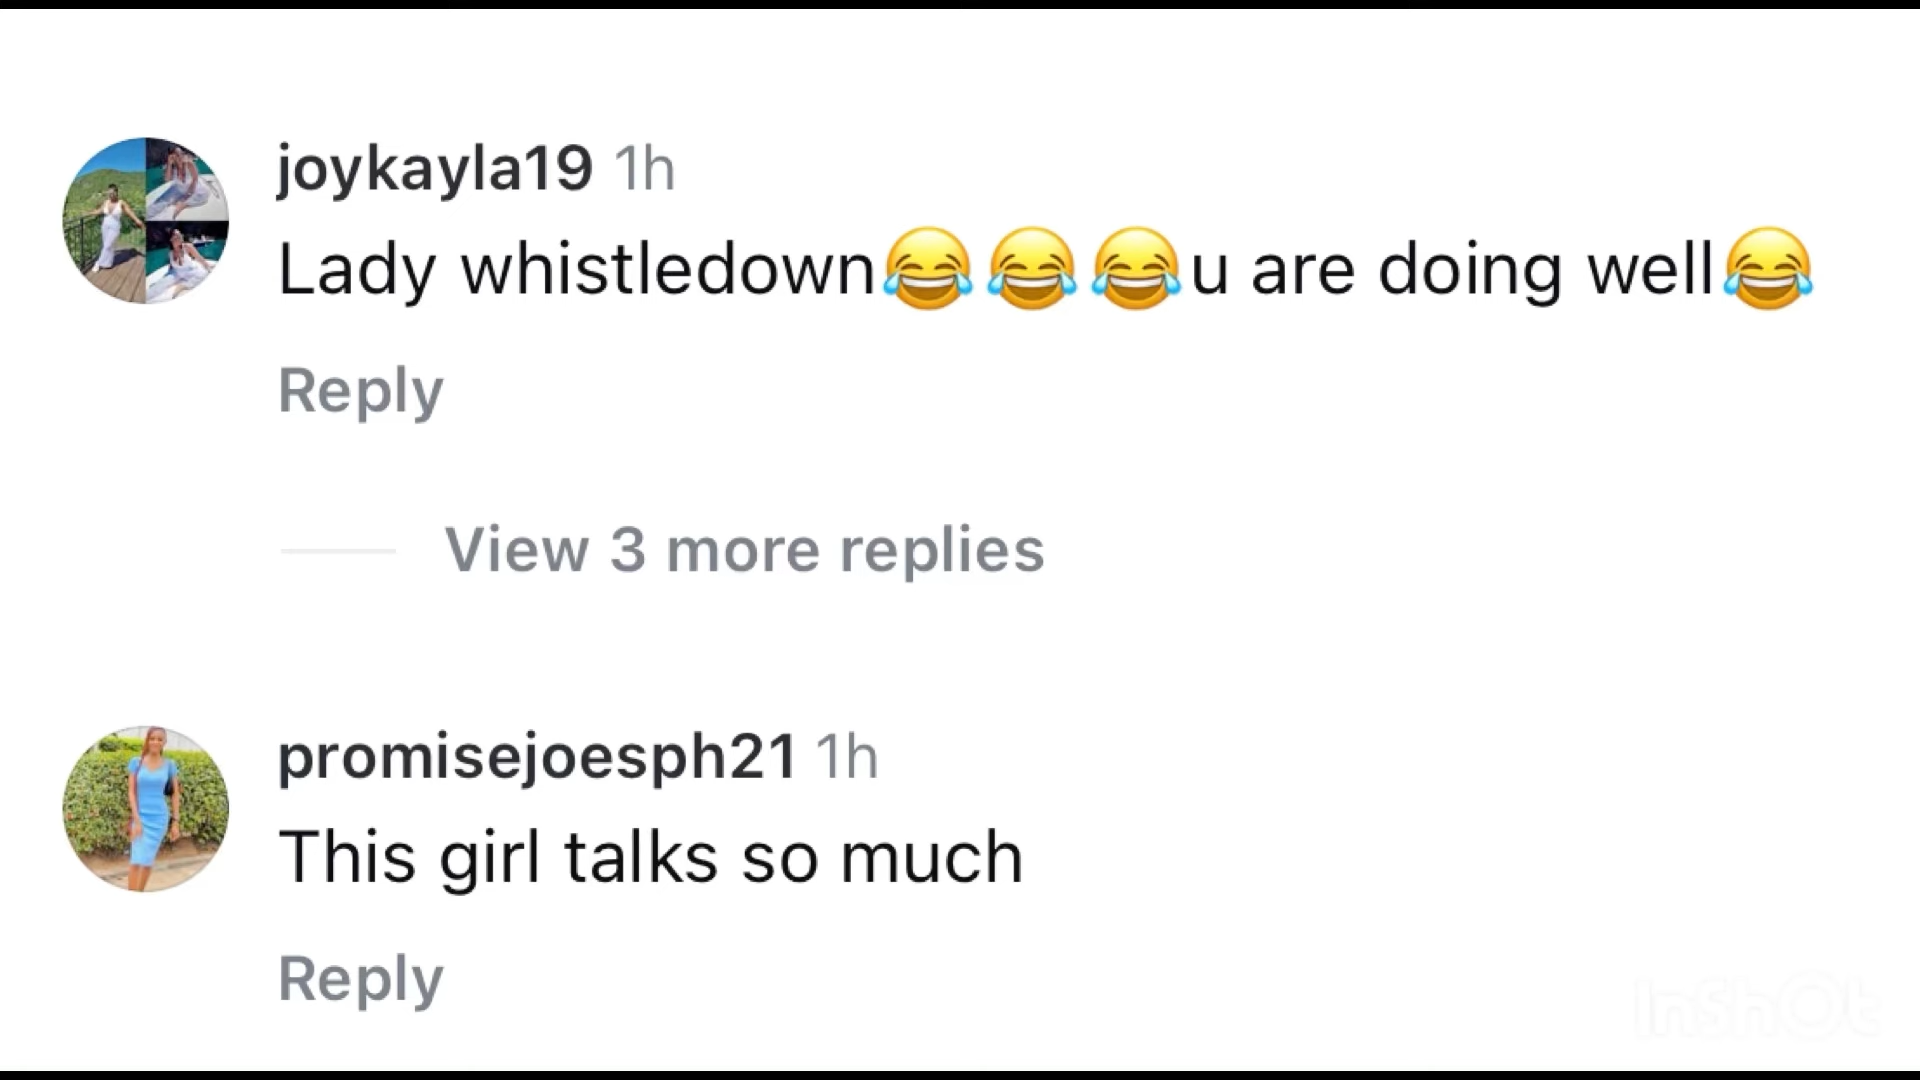 joykayla19 1h
Lady whistledown😂😂😂u are doing well😂
Reply
View 3 more replies
promisejoesph21 1h
This girl talks so much
Reply
InShOt